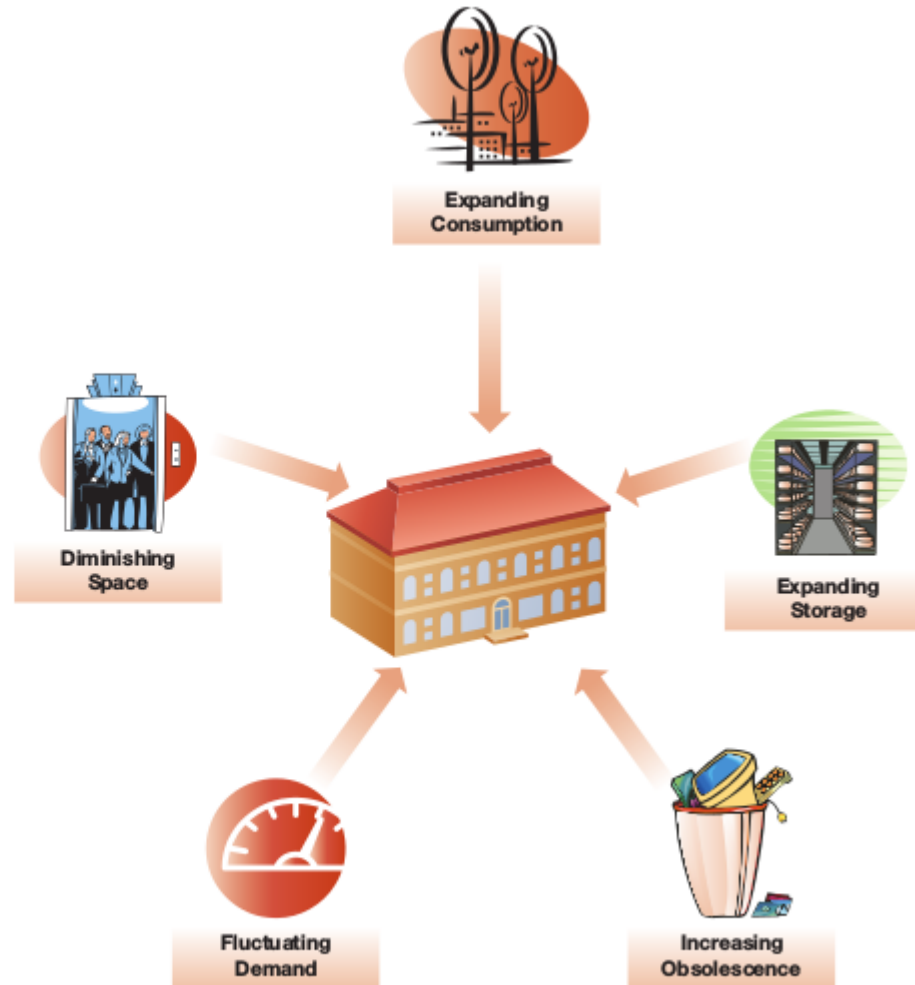 Expanding
Consumption
Diminishing
Space
Expanding
Storage
Fluctuating
Demand
Increasing
Obsolescence